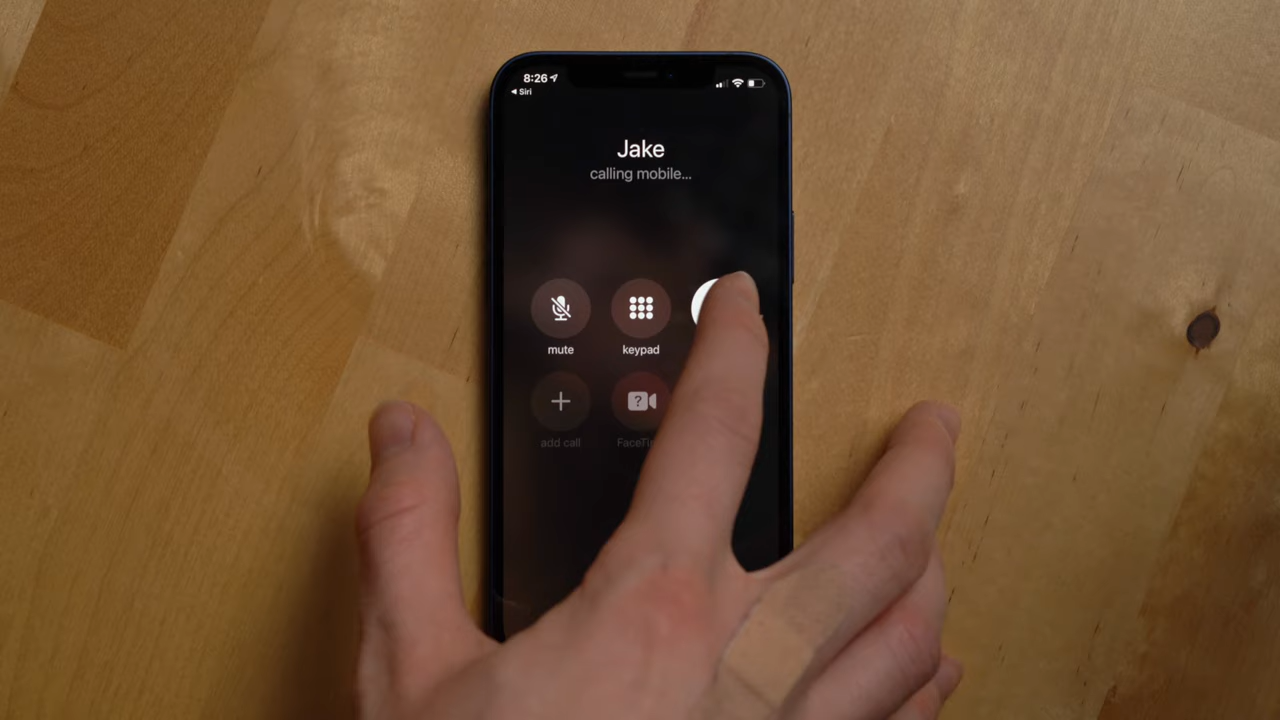 8:26
◀ Siri
Jake
calling mobile...
mute
keypad
add call